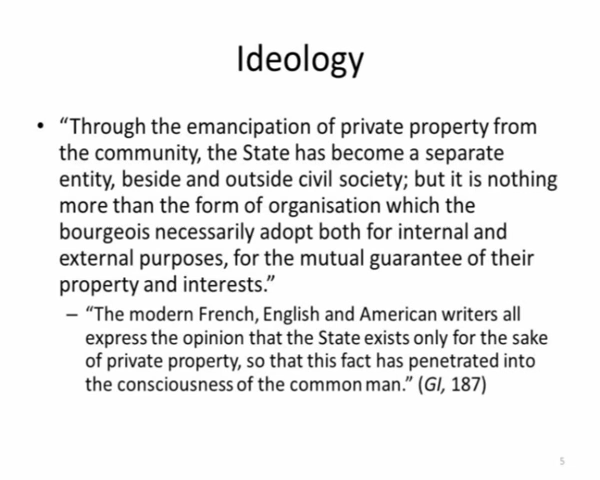 Ideology
• “Through the emancipation of private property from
the community, the State has become a separate
entity, beside and outside civil society; but it is nothing
more than the form of organisation which the
bourgeois necessarily adopt both for internal and
external purposes, for the mutual guarantee of their
property and interests.”
– “The modern French, English and American writers all
express the opinion that the State exists only for the sake
of private property, so that this fact has penetrated into
the consciousness of the common man.” (GI, 187)
5